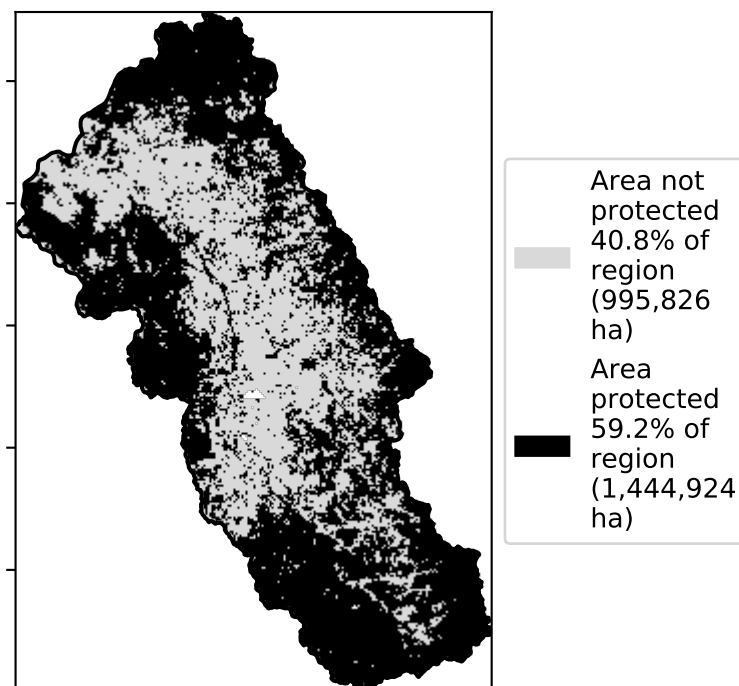 Area not
protected
40.8% of
region
(995,826
ha)
Area
protected
59.2% of
region
(1,444,924
ha)